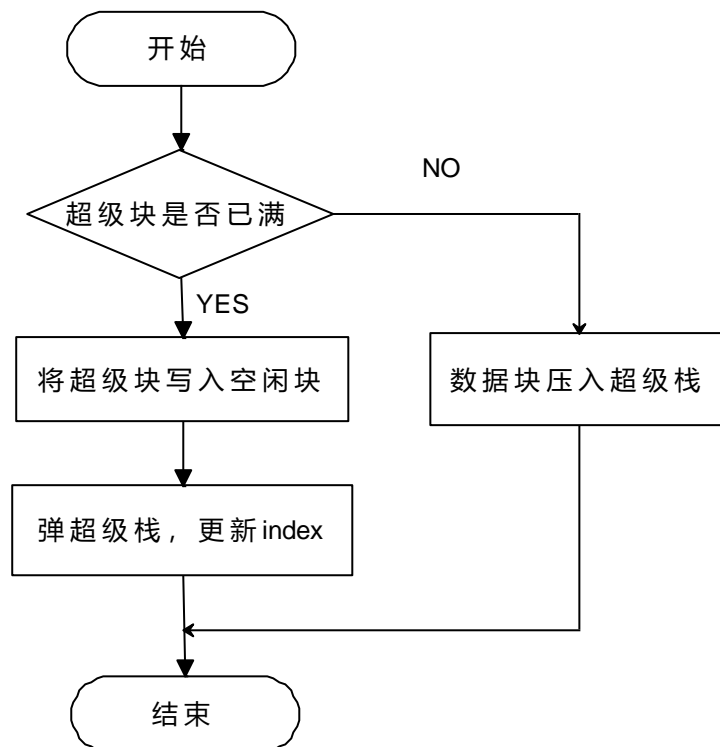 开始
NO
超级块是否已满
YES
将超级块写入空闲块
数据块压入超级栈
弹超级栈，更新index
结束